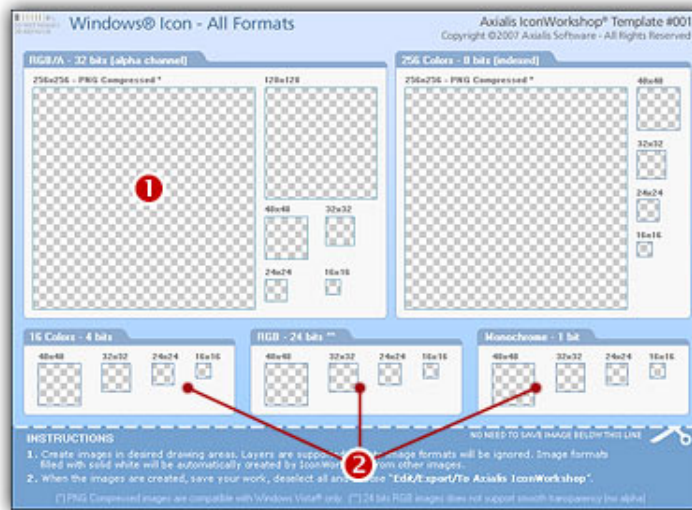 Windows® Icon - All Formats
Axialis IconWorkshop® Template #001
Copyright ©2007 Axialis Software - All Rights Reserved
RGB/A - 32 bits (alpha channel)
256 Colors - 8 bits (indexed)
256x256 - PNG Compressed *
128x128
256x256 - PNG Compressed *
48x48
1
32x32
24x24
48x48
32x32
16x16
24x24
16x16
16 Colors - 4 bits
RGB - 24 bits **
Monochrome - 1 bit
48x48
32x32
24x24
16x16
48x48
32x32
24x24
16x16
48x48
32x32
24x24
16x16
INSTRUCTIONS
NO NEED TO SAVE IMAGE BELOW THIS LINE
2
1. Create images in desired drawing areas. Layers are image formats will be ignored. Image formats
filled with solid white will be automatically created by other images.
2. When the images are created, save your work, deselect all "Edit/Export/To Axialis IconWorkshop".
(*) PNG Compressed images are compatible with Windows Vista® only. (**) 24 bits RGB images does not support smooth transparency (no alpha)